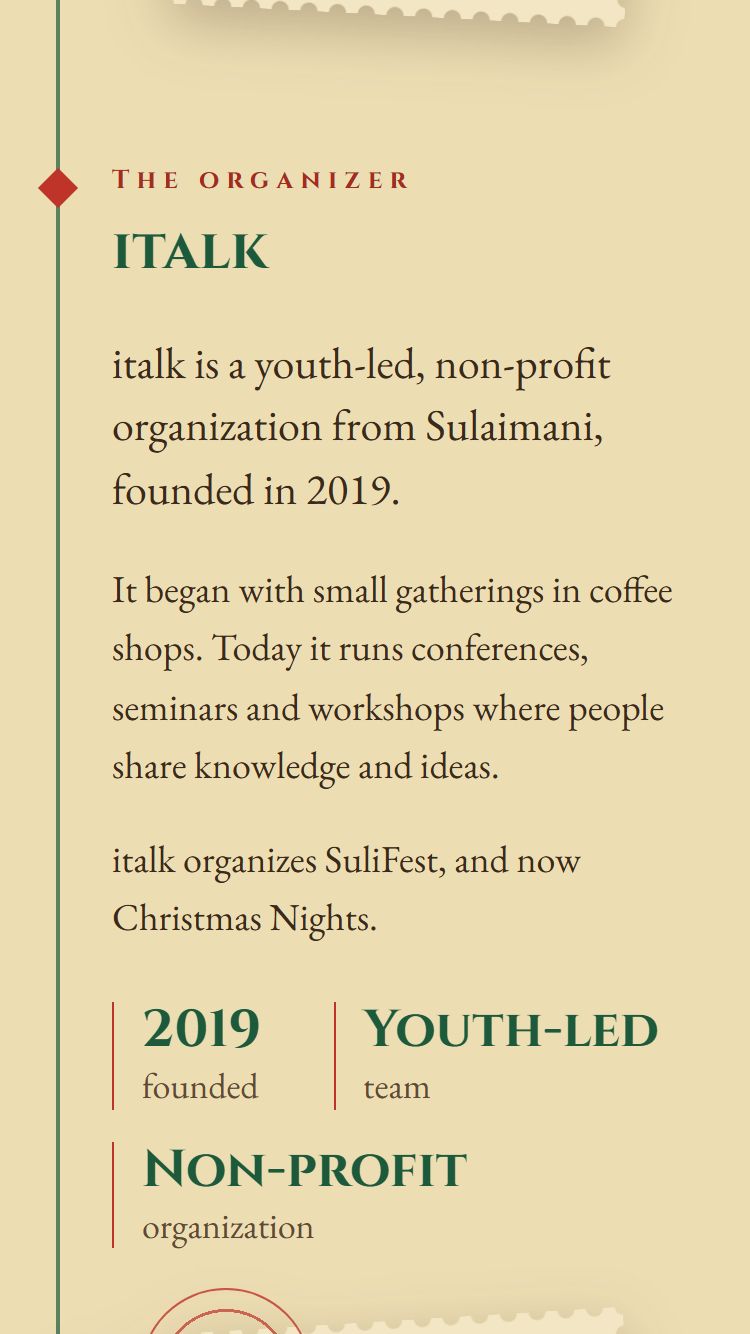 THE ORGANIZER
ITALK
italk is a youth-led, non-profit
organization from Sulaimani,
founded in 2019.
It began with small gatherings in coffee
shops. Today it runs conferences,
seminars and workshops where people
share knowledge and ideas.
italk organizes SuliFest, and now
Christmas Nights.
2019
founded
YOUTH-LED
team
NON-PROFIT
organization